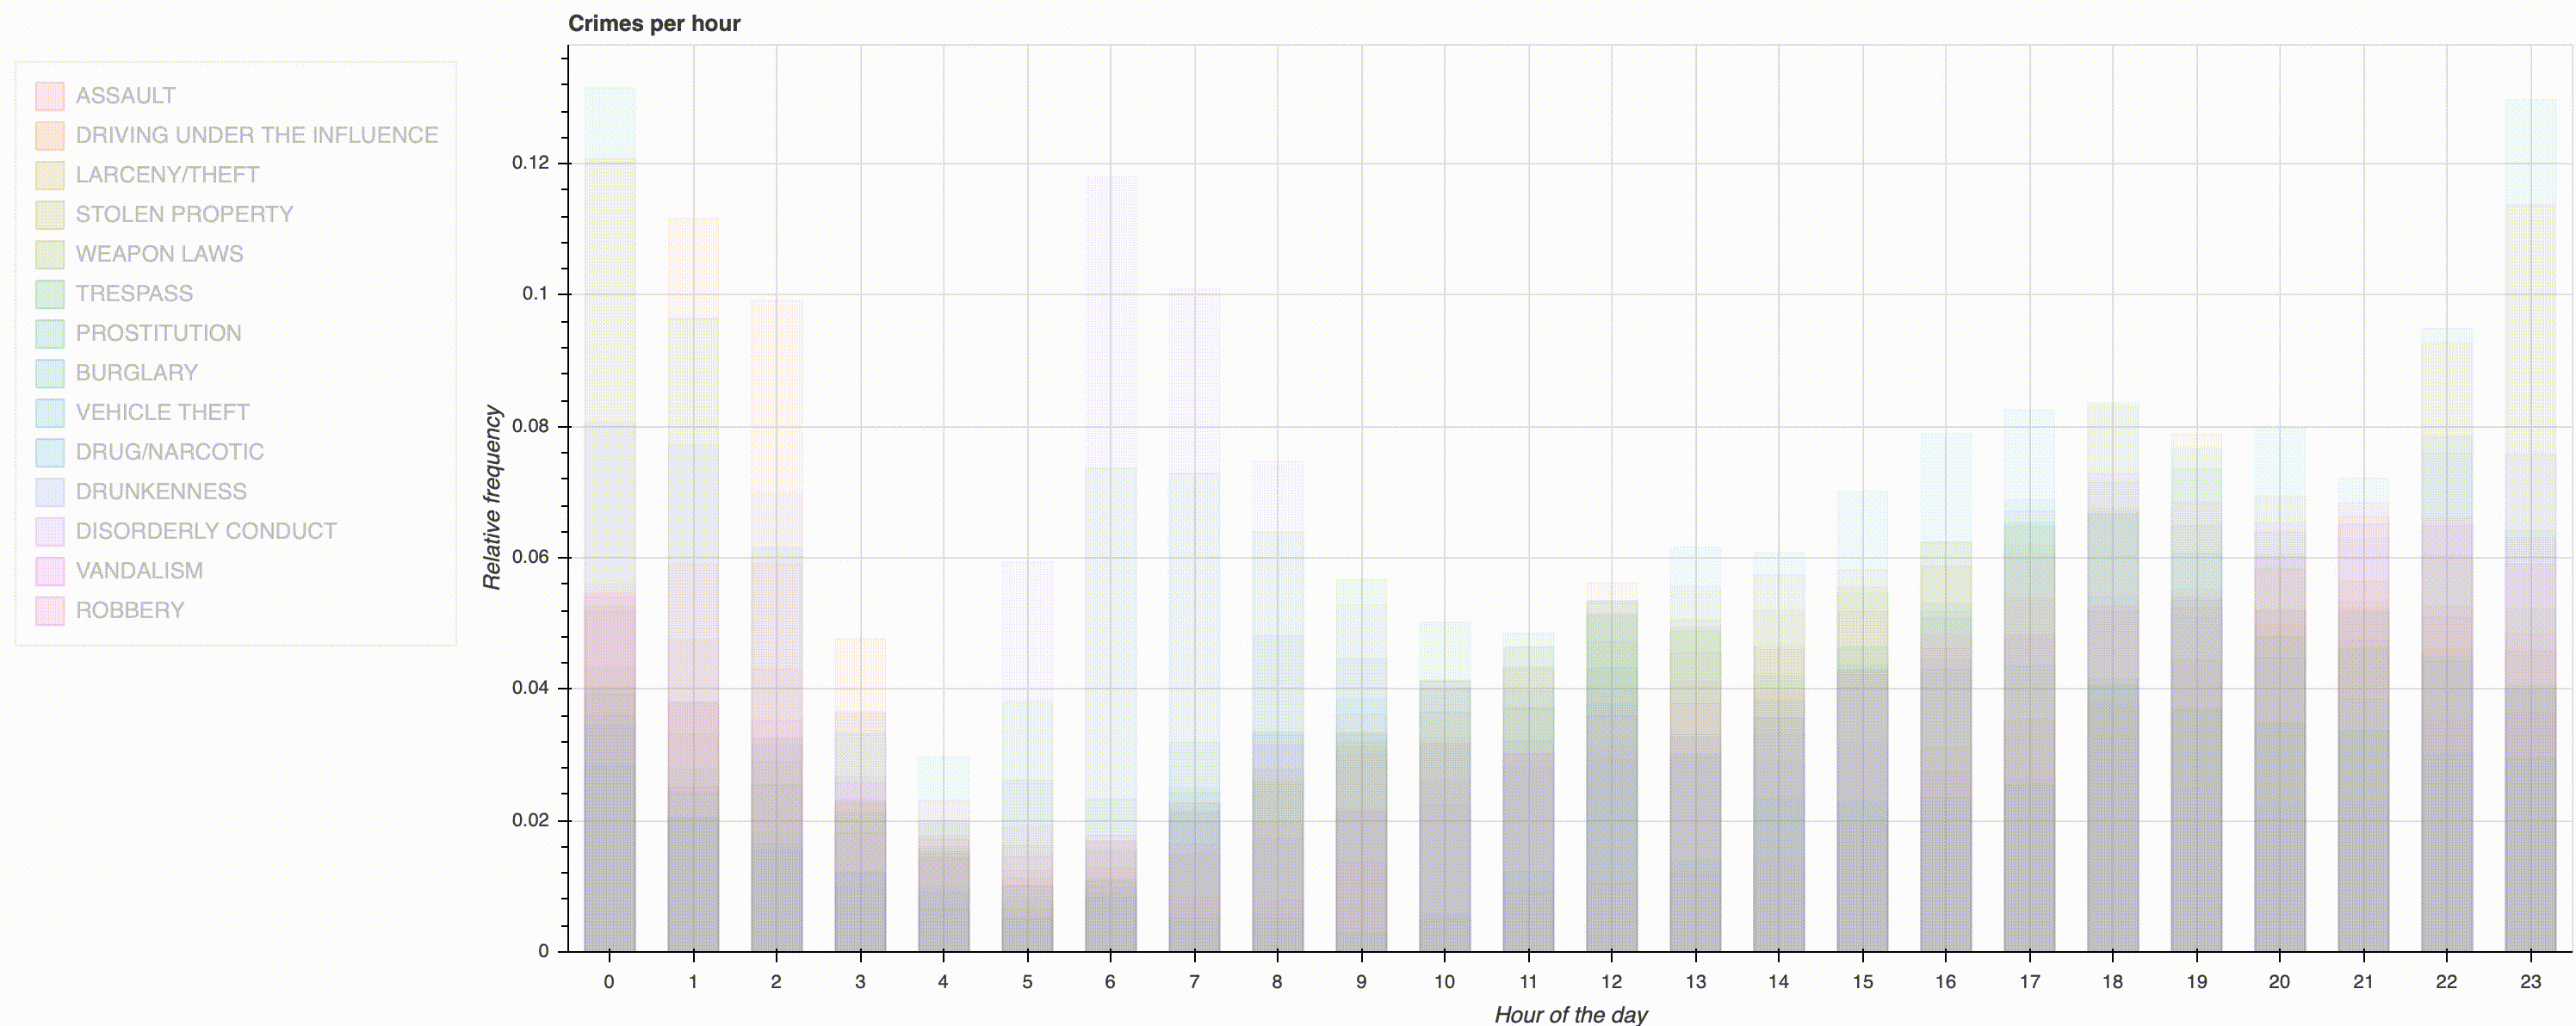 Crimes per hour
ASSAULT
DRIVING UNDER THE INFLUENCE
LARCENY/THEFT
STOLEN PROPERTY
WEAPON LAWS
TRESPASS
PROSTITUTION
BURGLARY
VEHICLE THEFT
DRUG/NARCOTIC
DRUNKENNESS
DISORDERLY CONDUCT
VANDALISM
ROBBERY
Relative frequency
0.12
0.1
0.08
0.06
0.04
0.02
0
0 1 2 3 4 5 6 7 8 9 10 11 12 13 14 15 16 17 18 19 20 21 22 23
Hour of the day